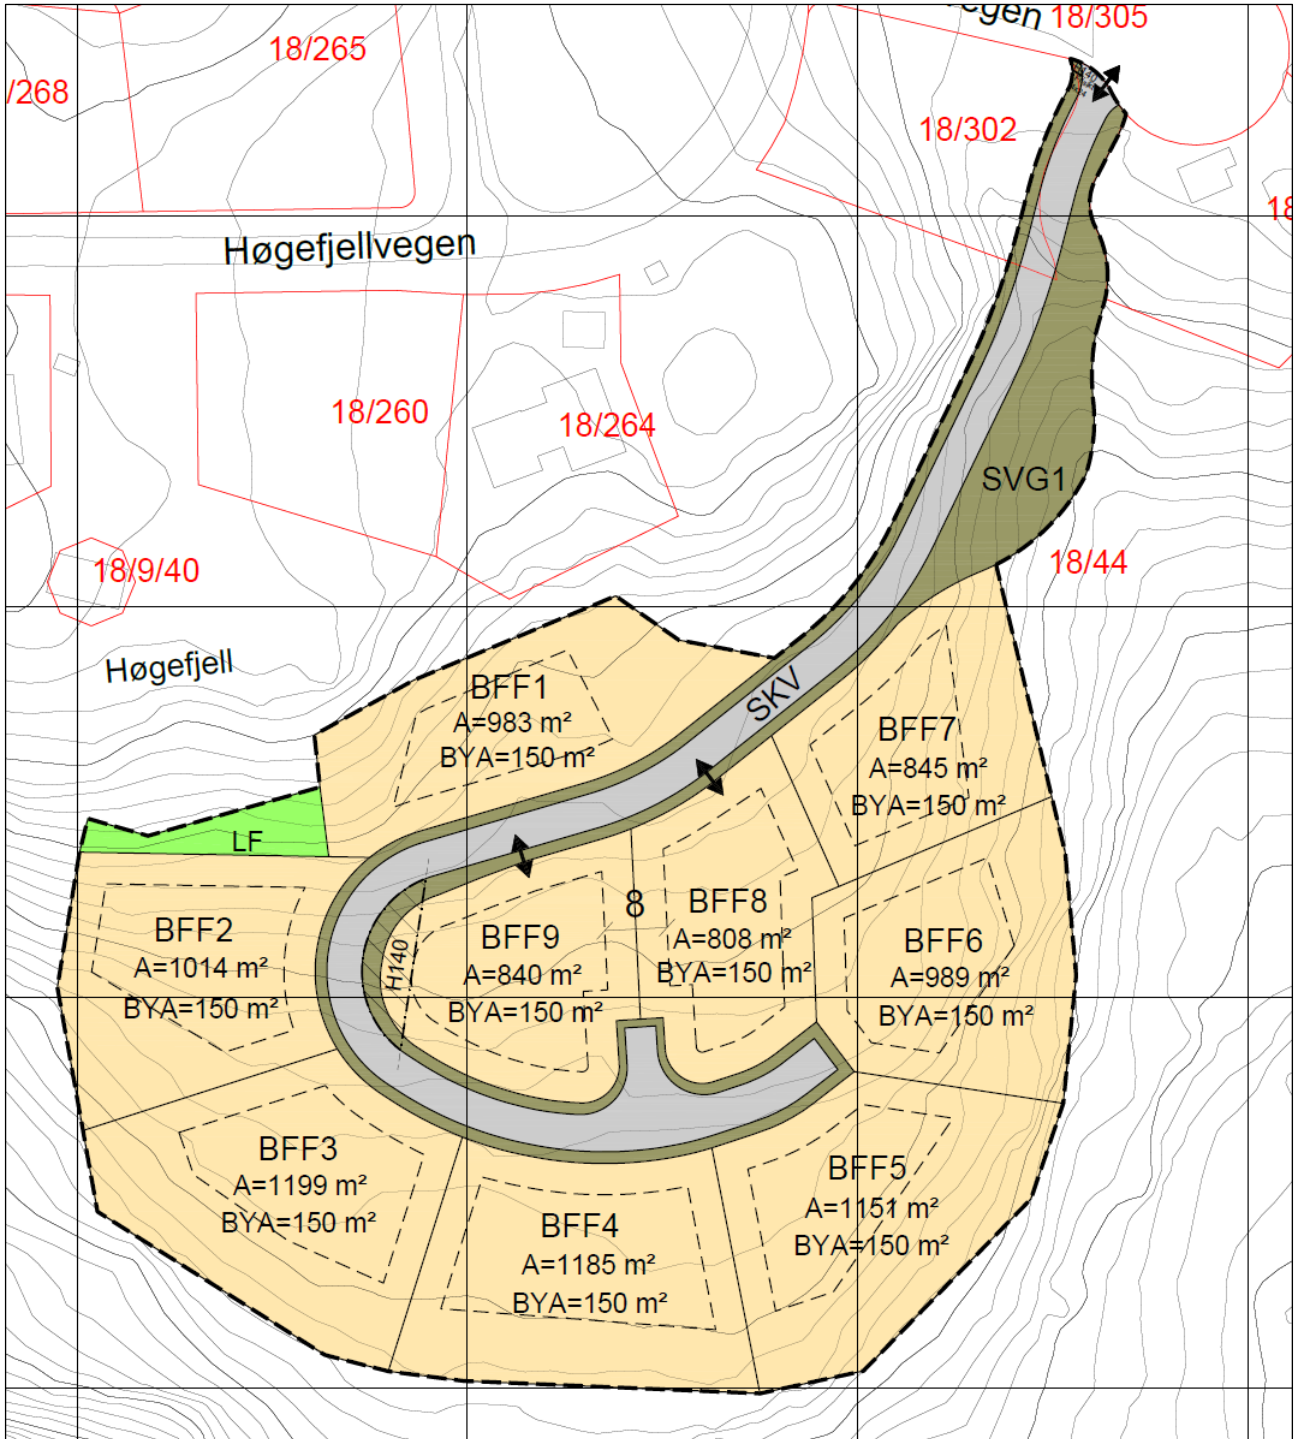 egen
18/305
18/265
/268
18/302
18
Høgefjellvegen
18/260
18/264
SVG1
18/9/40
18/44
Høgefjell
BFF1
A=983 m²
BYA=150 m²
SKV
BFF7
A=845 m²
BYA=150 m²
LF
BFF2
A=1014 m²
BYA=150 m²
H140
BFF9
A=840 m²
BYA=150 m²
8
BFF8
A=808 m²
BYA=150 m²
BFF6
A=989 m²
BYA=150 m²
BFF3
A=1199 m²
BYA=150 m²
BFF4
A=1185 m²
BYA=150 m²
BFF5
A=1151 m²
BYA=150 m²